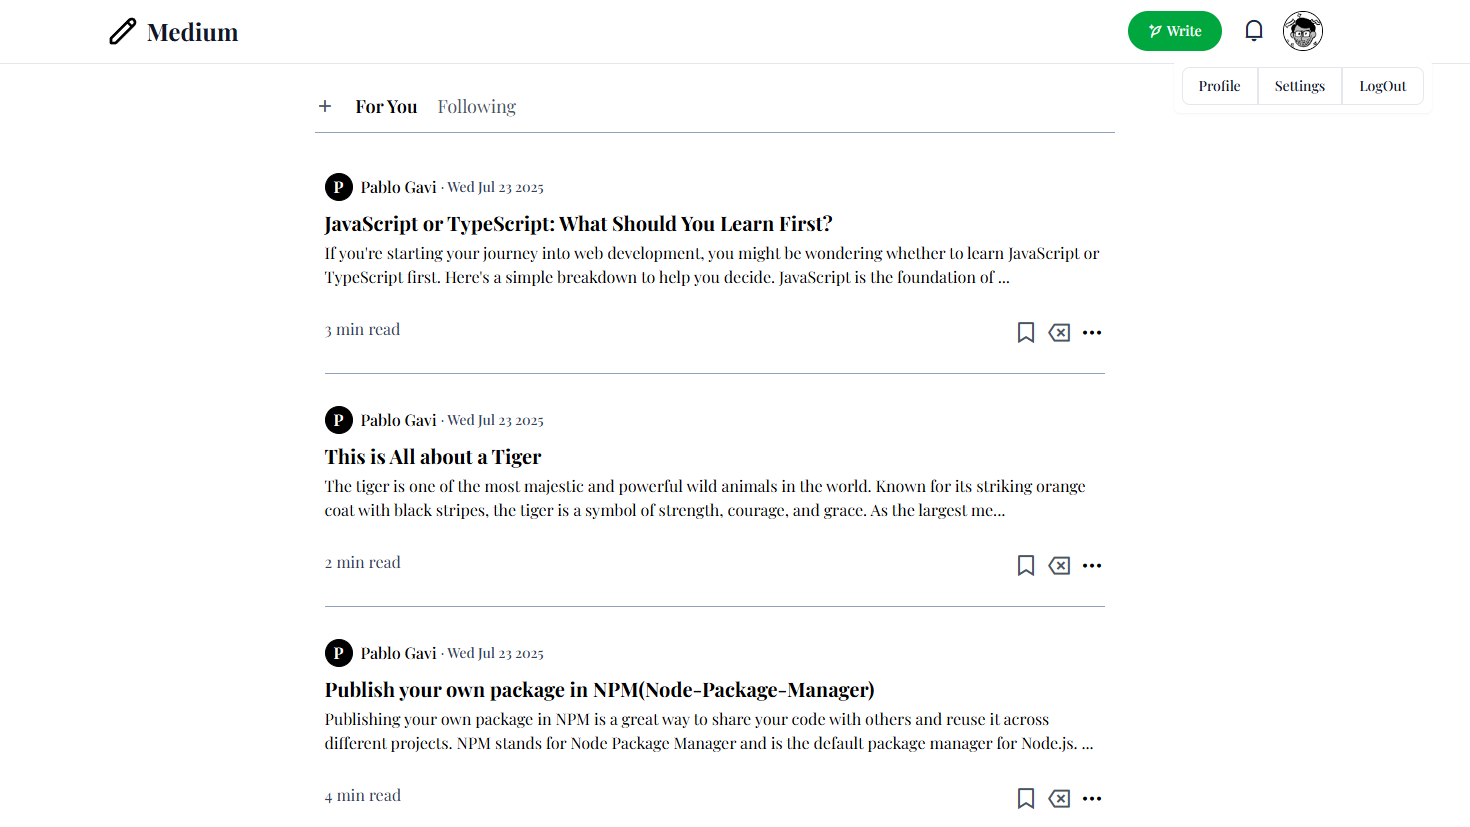 Medium
Write
Profile Settings LogOut
+ For You Following
P Pablo Gavi · Wed Jul 23 2025
JavaScript or TypeScript: What Should You Learn First?
If you're starting your journey into web development, you might be wondering whether to learn JavaScript or
TypeScript first. Here's a simple breakdown to help you decide. JavaScript is the foundation of ...
3 min read
P Pablo Gavi · Wed Jul 23 2025
This is All about a Tiger
The tiger is one of the most majestic and powerful wild animals in the world. Known for its striking orange
coat with black stripes, the tiger is a symbol of strength, courage, and grace. As the largest me...
2 min read
P Pablo Gavi · Wed Jul 23 2025
Publish your own package in NPM(Node-Package-Manager)
Publishing your own package in NPM is a great way to share your code with others and reuse it across
different projects. NPM stands for Node Package Manager and is the default package manager for Node.js. ...
4 min read